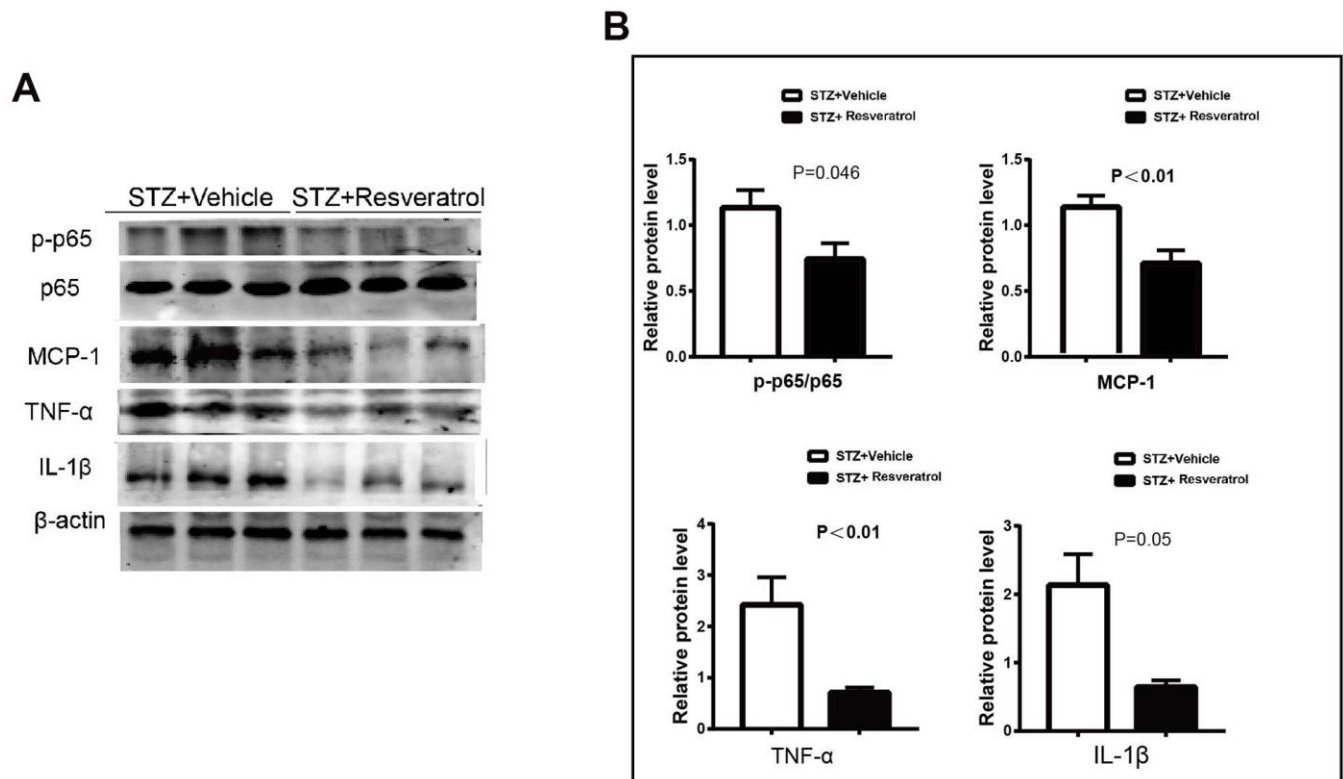 A
STZ+Vehicle STZ+Resveratrol
p-p65
p65
MCP-1
TNF-α
IL-1β
β-actin
B
STZ+Vehicle
STZ+ Resveratrol
P=0.046
Relative protein level
1.5
1.0
0.5
0.0
p-p65/p65
STZ+Vehicle
STZ+ Resveratrol
P<0.01
Relative protein level
1.5
1.0
0.5
0.0
MCP-1
STZ+Vehicle
STZ+ Resveratrol
P<0.01
Relative protein level
4
3
2
1
0
TNF-α
STZ+Vehicle
STZ+ Resveratrol
P=0.05
Relative protein level
3
2
1
0
IL-1β